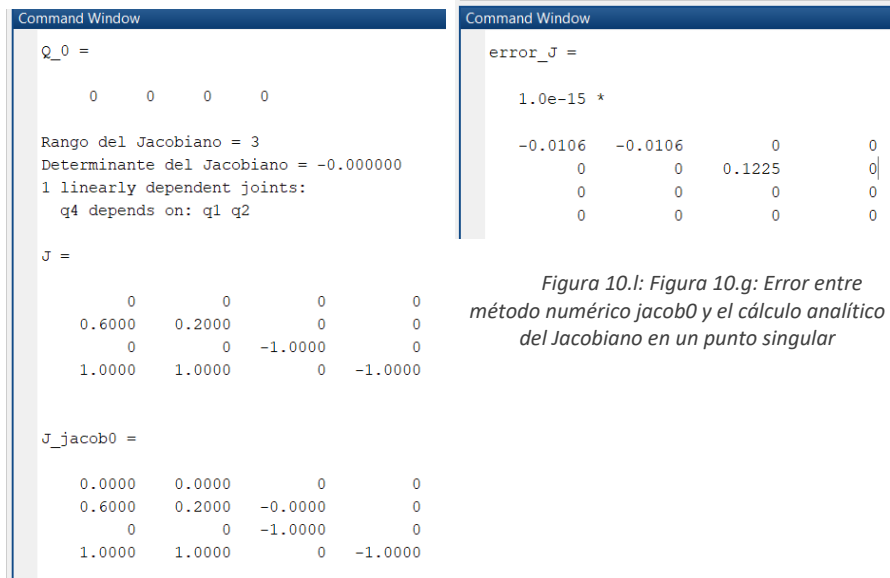 Command Window
Q_0 =
0 0 0 0
Rango del Jacobiano = 3
Determinante del Jacobiano = -0.000000
1 linearly dependent joints:
q4 depends on: q1 q2
J =
0 0 0 0
0.6000 0.2000 0 0
0 0 -1.0000 0
1.0000 1.0000 0 -1.0000
J_jacob0 =
0.0000 0.0000 0 0
0.6000 0.2000 -0.0000 0
0 0 -1.0000 0
1.0000 1.0000 0 -1.0000
Command Window
error_J =
1.0e-15 *
-0.0106 -0.0106 0 0
0 0 0.1225 0
0 0 0 0
0 0 0 0
Figura 10.l: Figura 10.g: Error entre
método numérico jacob0 y el cálculo analítico
del Jacobiano en un punto singular